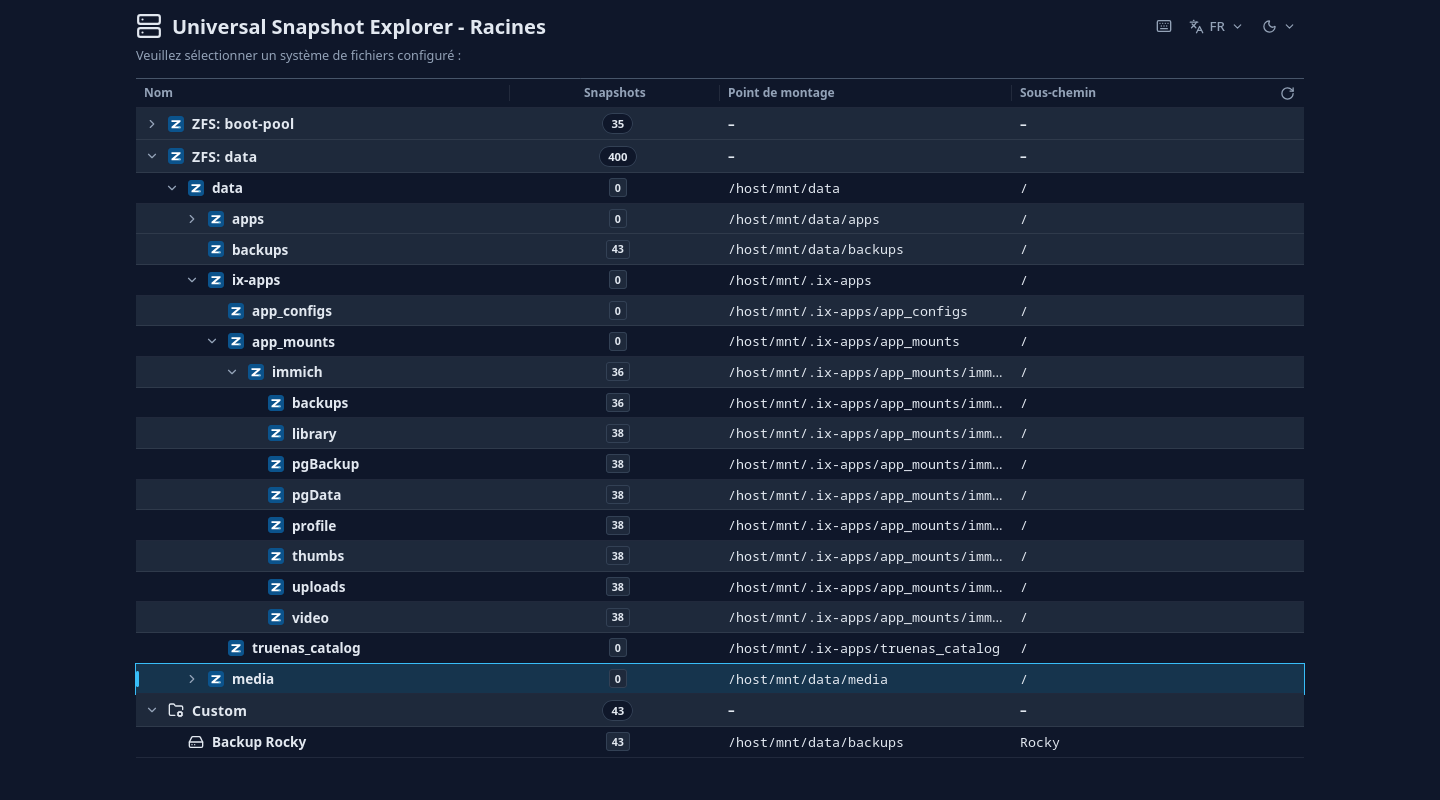 Universal Snapshot Explorer - Racines
FR
Veuillez sélectionner un système de fichiers configuré :
Nom Snapshots Point de montage Sous-chemin
ZFS: boot-pool 35 – –
ZFS: data 400 – –
data 0 /host/mnt/data /
apps 0 /host/mnt/data/apps /
backups 43 /host/mnt/data/backups /
ix-apps 0 /host/mnt/.ix-apps /
app_configs 0 /host/mnt/.ix-apps/app_configs /
app_mounts 0 /host/mnt/.ix-apps/app_mounts /
immich 36 /host/mnt/.ix-apps/app_mounts/imm… /
backups 36 /host/mnt/.ix-apps/app_mounts/imm… /
library 38 /host/mnt/.ix-apps/app_mounts/imm… /
pgBackup 38 /host/mnt/.ix-apps/app_mounts/imm… /
pgData 38 /host/mnt/.ix-apps/app_mounts/imm… /
profile 38 /host/mnt/.ix-apps/app_mounts/imm… /
thumbs 38 /host/mnt/.ix-apps/app_mounts/imm… /
uploads 38 /host/mnt/.ix-apps/app_mounts/imm… /
video 38 /host/mnt/.ix-apps/app_mounts/imm… /
truenas_catalog 0 /host/mnt/.ix-apps/truenas_catalog /
media 0 /host/mnt/data/media /
Custom 43 – –
Backup Rocky 43 /host/mnt/data/backups Rocky